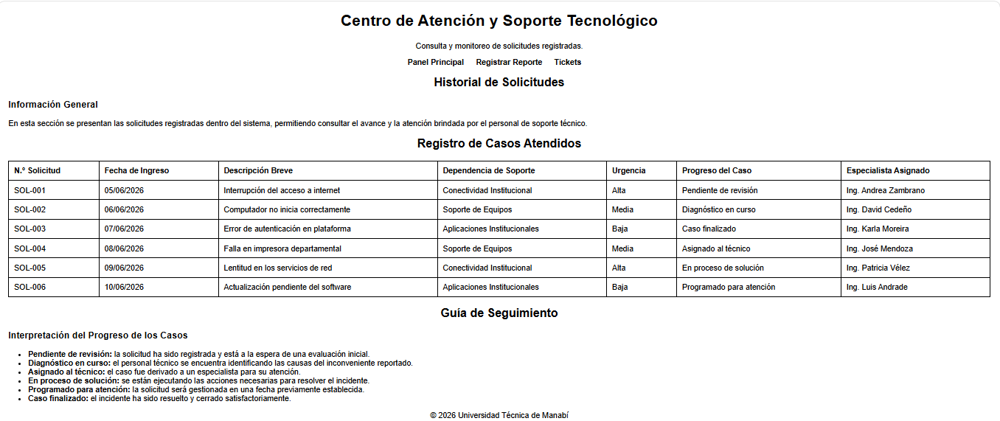 Centro de Atención y Soporte Tecnológico
Consulta y monitoreo de solicitudes registradas.
Panel Principal Registrar Reporte Tickets
Historial de Solicitudes
Información General
En esta sección se presentan las solicitudes registradas dentro del sistema, permitiendo consultar el avance y la atención brindada por el personal de soporte técnico.
Registro de Casos Atendidos
N.º Solicitud Fecha de Ingreso Descripción Breve Dependencia de Soporte Urgencia Progreso del Caso Especialista Asignado
SOL-001 05/06/2026 Interrupción del acceso a internet Conectividad Institucional Alta Pendiente de revisión Ing. Andrea Zambrano
SOL-002 06/06/2026 Computador no inicia correctamente Soporte de Equipos Media Diagnóstico en curso Ing. David Cedeño
SOL-003 07/06/2026 Error de autenticación en plataforma Aplicaciones Institucionales Baja Caso finalizado Ing. Karla Moreira
SOL-004 08/06/2026 Falla en impresora departamental Soporte de Equipos Media Asignado al técnico Ing. José Mendoza
SOL-005 09/06/2026 Lentitud en los servicios de red Conectividad Institucional Alta En proceso de solución Ing. Patricia Vélez
SOL-006 10/06/2026 Actualización pendiente del software Aplicaciones Institucionales Baja Programado para atención Ing. Luis Andrade
Guía de Seguimiento
Interpretación del Progreso de los Casos
• Pendiente de revisión: la solicitud ha sido registrada y está a la espera de una evaluación inicial.
• Diagnóstico en curso: el personal técnico se encuentra identificando las causas del inconveniente reportado.
• Asignado al técnico: el caso fue derivado a un especialista para su atención.
• En proceso de solución: se están ejecutando las acciones necesarias para resolver el incidente.
• Programado para atención: la solicitud será gestionada en una fecha previamente establecida.
• Caso finalizado: el incidente ha sido resuelto y cerrado satisfactoriamente.
© 2026 Universidad Técnica de Manabí